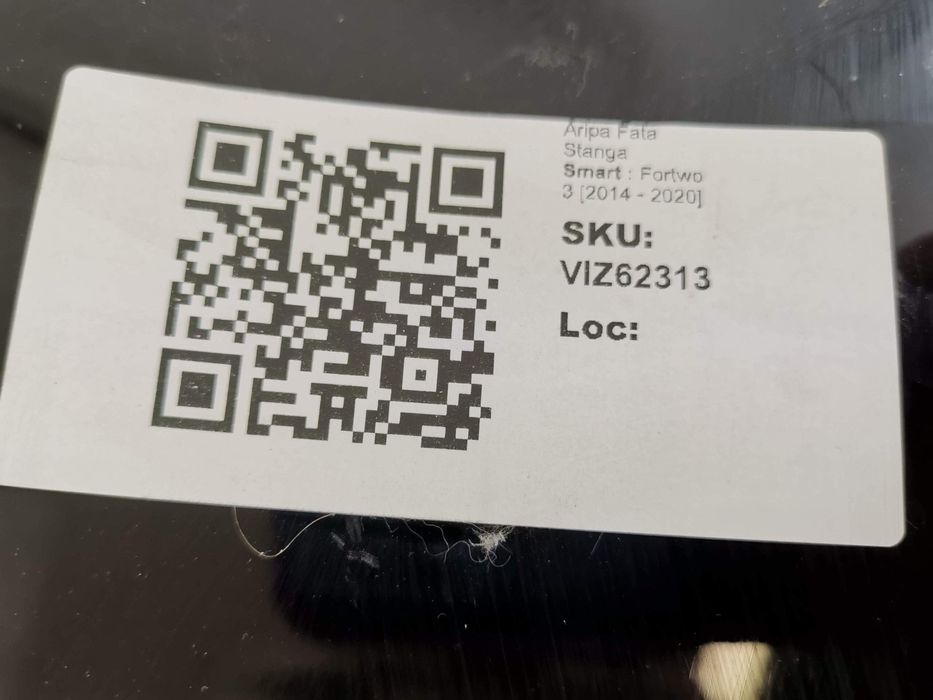 Aripa Fata
Stanga
Smart : Fortwo
3 [2014 - 2020]
SKU:
VIZ62313
Loc: